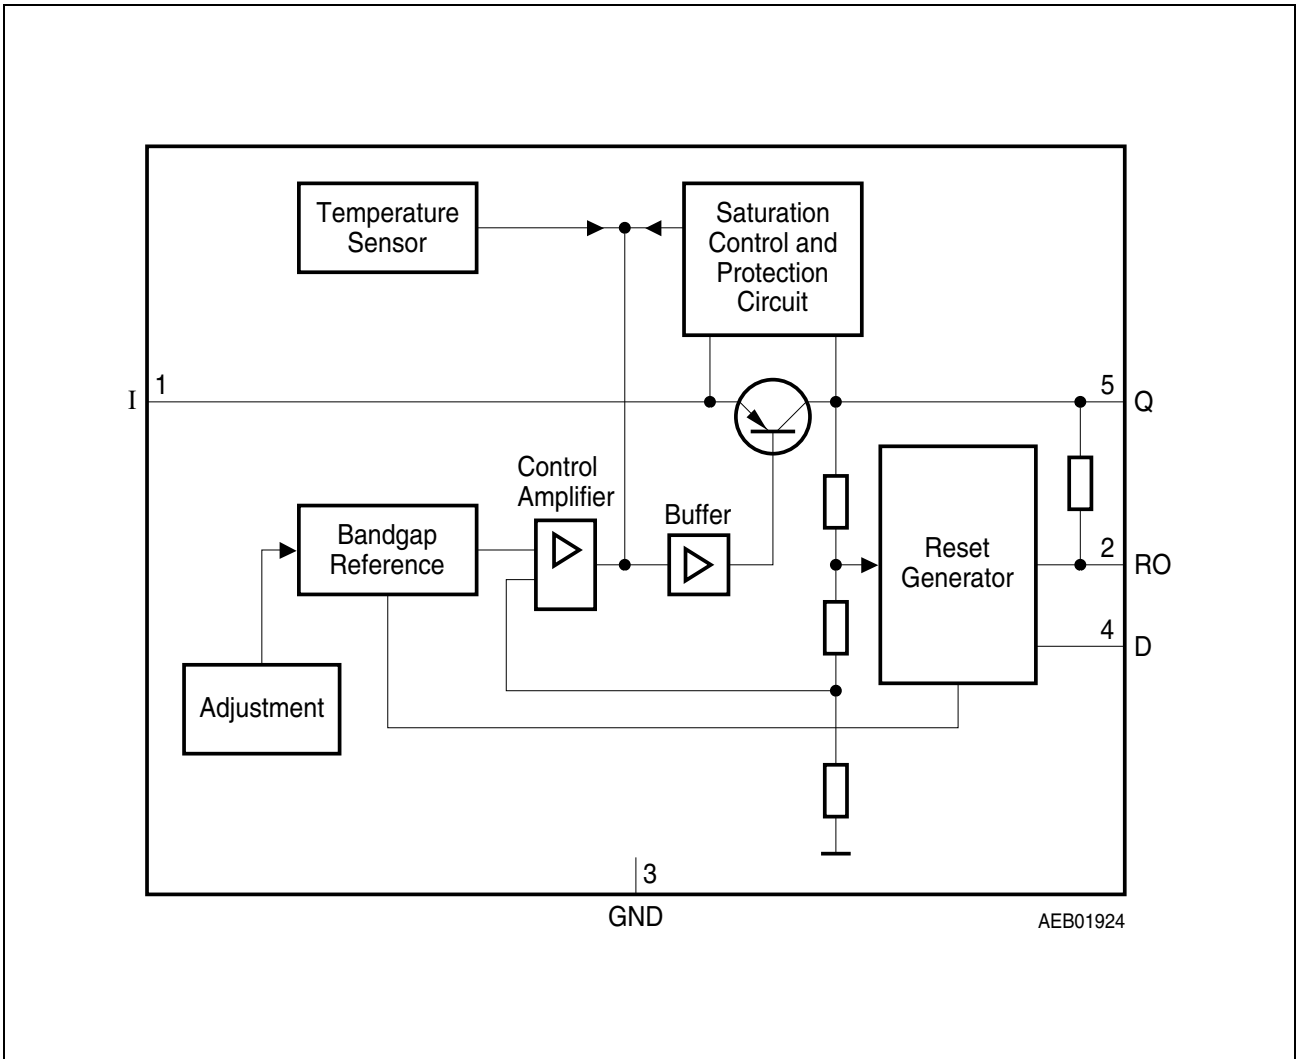 Temperature
Sensor
Saturation
Control and
Protection
Circuit
I
1
5
Q
Control
Amplifier
Buffer
Bandgap
Reference
Reset
Generator
2
RO
4
D
Adjustment
3
GND
AEB01924